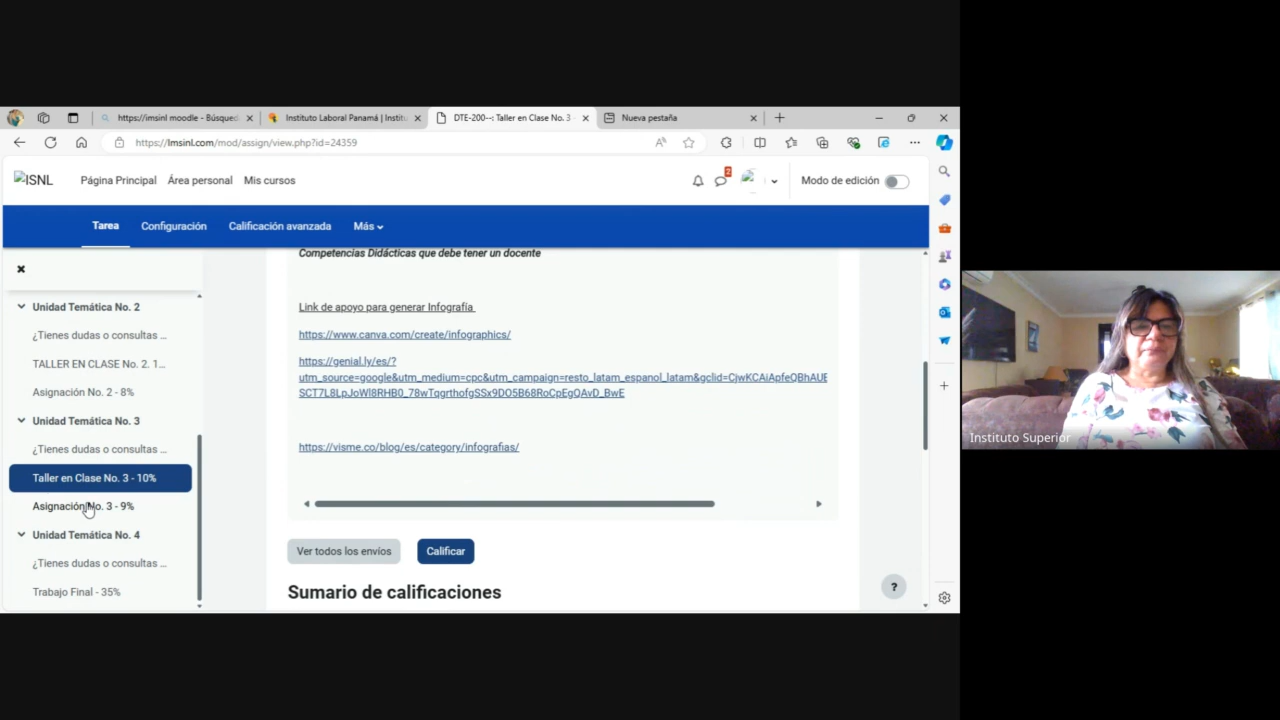 https://imsinl moodle - Búsqued
Instituto Laboral Panamá | Institu
DTE-200--: Taller en Clase No. 3 -
Nueva pestaña
https://lmsinl.com/mod/assign/view.php?id=24359
ISNL
Página Principal
Área personal
Mis cursos
2
Modo de edición
Tarea
Configuración
Calificación avanzada
Más
Unidad Temática No. 2
¿Tienes dudas o consultas ...
TALLER EN CLASE No. 2. 1...
Asignación No. 2 - 8%
Unidad Temática No. 3
¿Tienes dudas o consultas ...
Taller en Clase No. 3 - 10%
Asignación No. 3 - 9%
Unidad Temática No. 4
¿Tienes dudas o consultas ...
Trabajo Final - 35%
Competencias Didácticas que debe tener un docente
Link de apoyo para generar Infografía
https://www.canva.com/create/infographics/
https://genial.ly/es/?
utm_source=google&utm_medium=cpc&utm_campaign=resto_latam_espanol_latam&gclid=CjwKCAiApfeQBhAUE
SCT7L8LpJoWl8RHB0_78wTqgrthofgSSx9DO5B68RoCpEgQAvD_BwE
https://visme.co/blog/es/category/infografias/
Ver todos los envíos
Calificar
Sumario de calificaciones
?
Instituto Superior